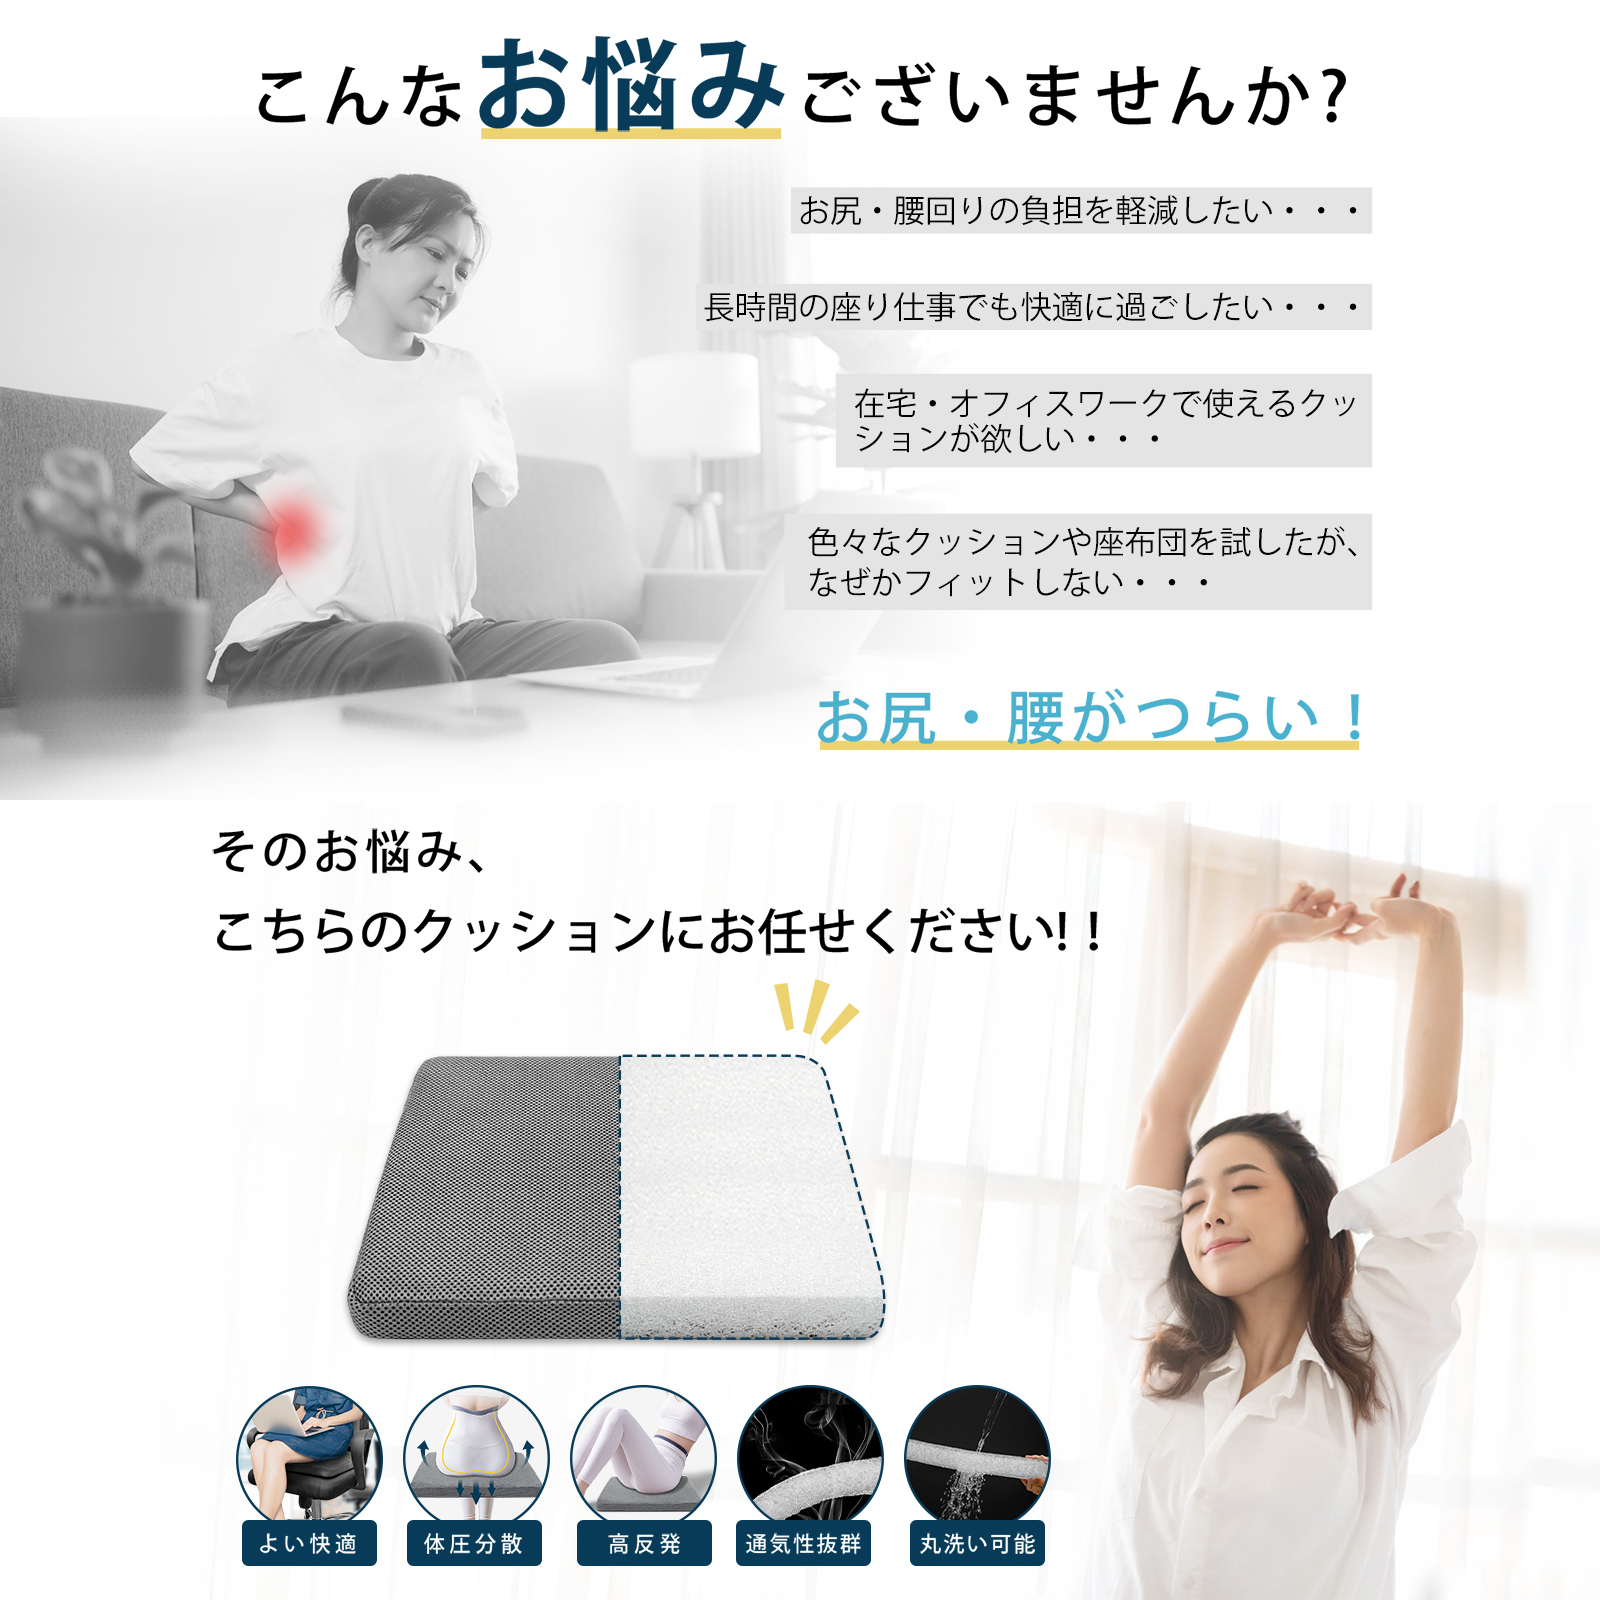 こんなお悩みございませんか?
お尻・腰回りの負担を軽減したい・・・
長時間の座り仕事でも快適に過ごしたい・・・
在宅・オフィスワークで使えるクッ
ションが欲しい・・・
色々なクッションや座布団を試したが、
なぜかフィットしない・・・
お尻・腰がつらい！
そのお悩み、
こちらのクッションにお任せください!！
よい快適
体圧分散
高反発
通気性抜群
丸洗い可能